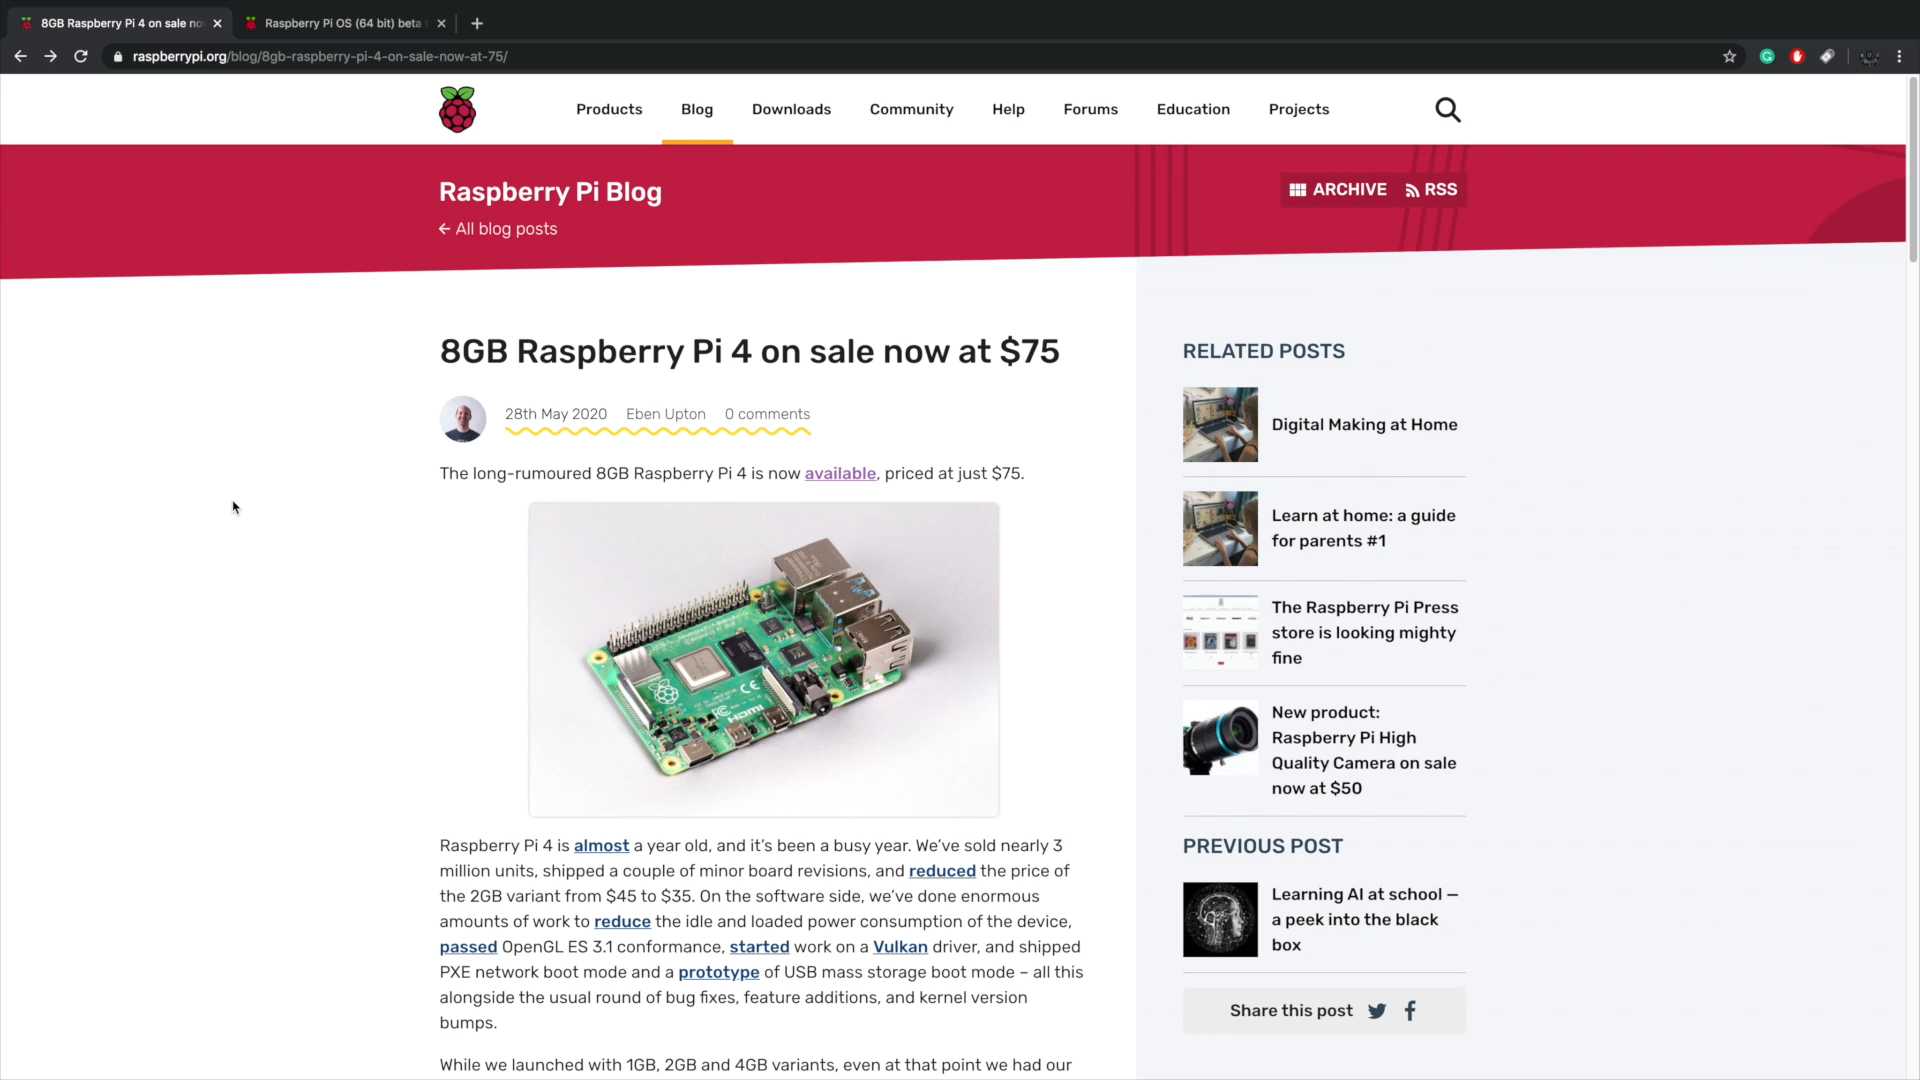 8GB Raspberry Pi 4 on sale no
Raspberry Pi OS (64 bit) beta
raspberrypi.org/blog/8gb-raspberry-pi-4-on-sale-now-at-75/
Products Blog Downloads Community Help Forums Education Projects
Raspberry Pi Blog
ARCHIVE RSS
← All blog posts
8GB Raspberry Pi 4 on sale now at $75
28th May 2020 Eben Upton 0 comments
The long-rumoured 8GB Raspberry Pi 4 is now available, priced at just $75.
HDMI
FC CE
Raspberry Pi 4 is almost a year old, and it’s been a busy year. We’ve sold nearly 3
million units, shipped a couple of minor board revisions, and reduced the price of
the 2GB variant from $45 to $35. On the software side, we’ve done enormous
amounts of work to reduce the idle and loaded power consumption of the device,
passed OpenGL ES 3.1 conformance, started work on a Vulkan driver, and shipped
PXE network boot mode and a prototype of USB mass storage boot mode – all this
alongside the usual round of bug fixes, feature additions, and kernel version
bumps.
While we launched with 1GB, 2GB and 4GB variants, even at that point we had our
RELATED POSTS
Digital Making at Home
Learn at home: a guide
for parents #1
The Raspberry Pi Press
store is looking mighty
fine
New product:
Raspberry Pi High
Quality Camera on sale
now at $50
PREVIOUS POST
Learning AI at school —
a peek into the black
box
Share this post